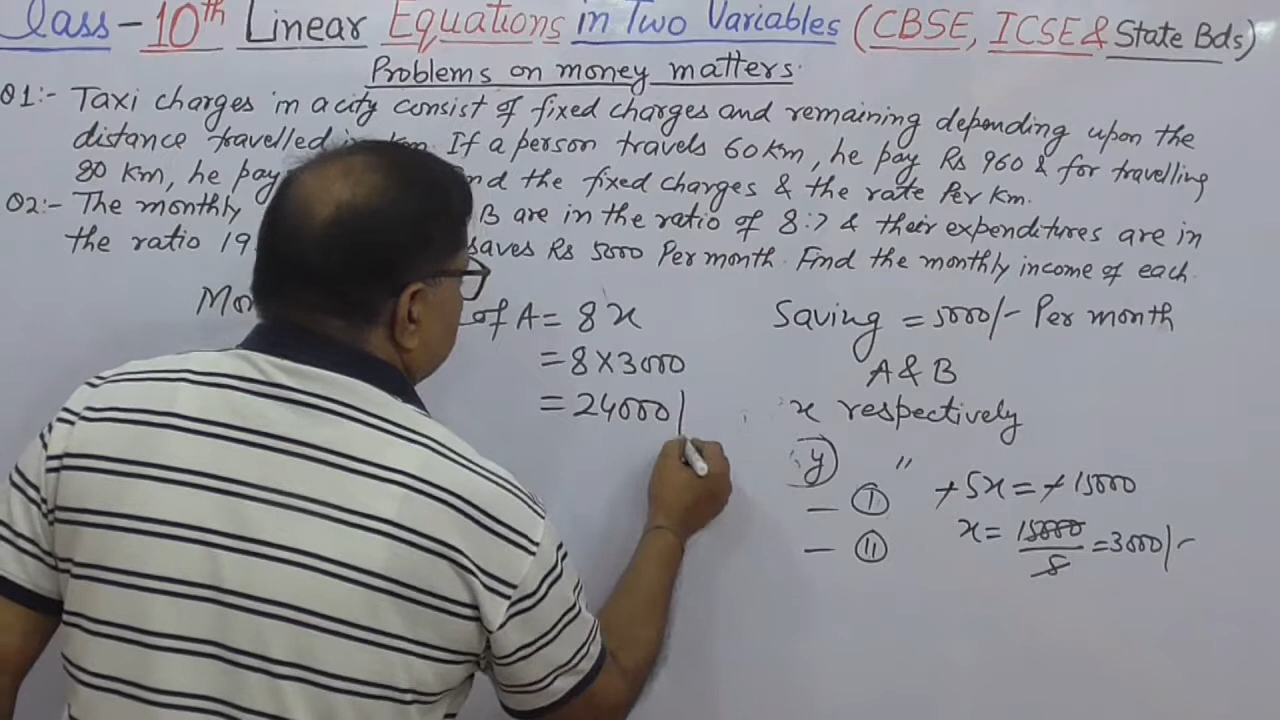 Class - 10th Linear Equations in Two Variables (CBSE, ICSE & State Bds)
Problems on money matters.
Q1:- Taxi charges in a city consist of fixed charges and remaining depending upon the
distance travelled If a person travels 60 Km, he pay Rs 960 & for travelling
80 Km, he pay the fixed charges & the rate Per Km.
Q2:- The monthly B are in the ratio of 8:7 & their expenditures are in
the ratio 19 saves Rs 5000 Per month. Find the monthly income of each.
of A = 8x
= 8 × 3000
= 24000/
Saving = 5000/- Per month
A & B
x respectively
y "
— (I)
— (II)
+5x = +15000
x = 15000/5 = 3000/-